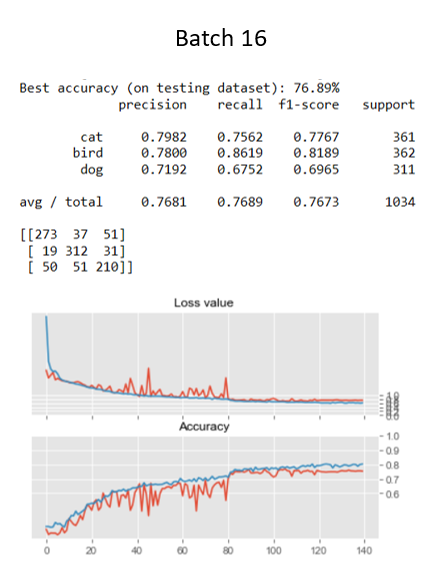 Batch 16
Best accuracy (on testing dataset): 76.89%
precision recall f1-score support
cat 0.7982 0.7562 0.7767 361
bird 0.7800 0.8619 0.8189 362
dog 0.7192 0.6752 0.6965 311
avg / total 0.7681 0.7689 0.7673 1034
[[273 37 51]
[ 19 312 31]
[ 50 51 210]]
Loss value
1.0
Accuracy
1.0
0.9
0.8
0.7
0.6
0 20 40 60 80 100 120 140